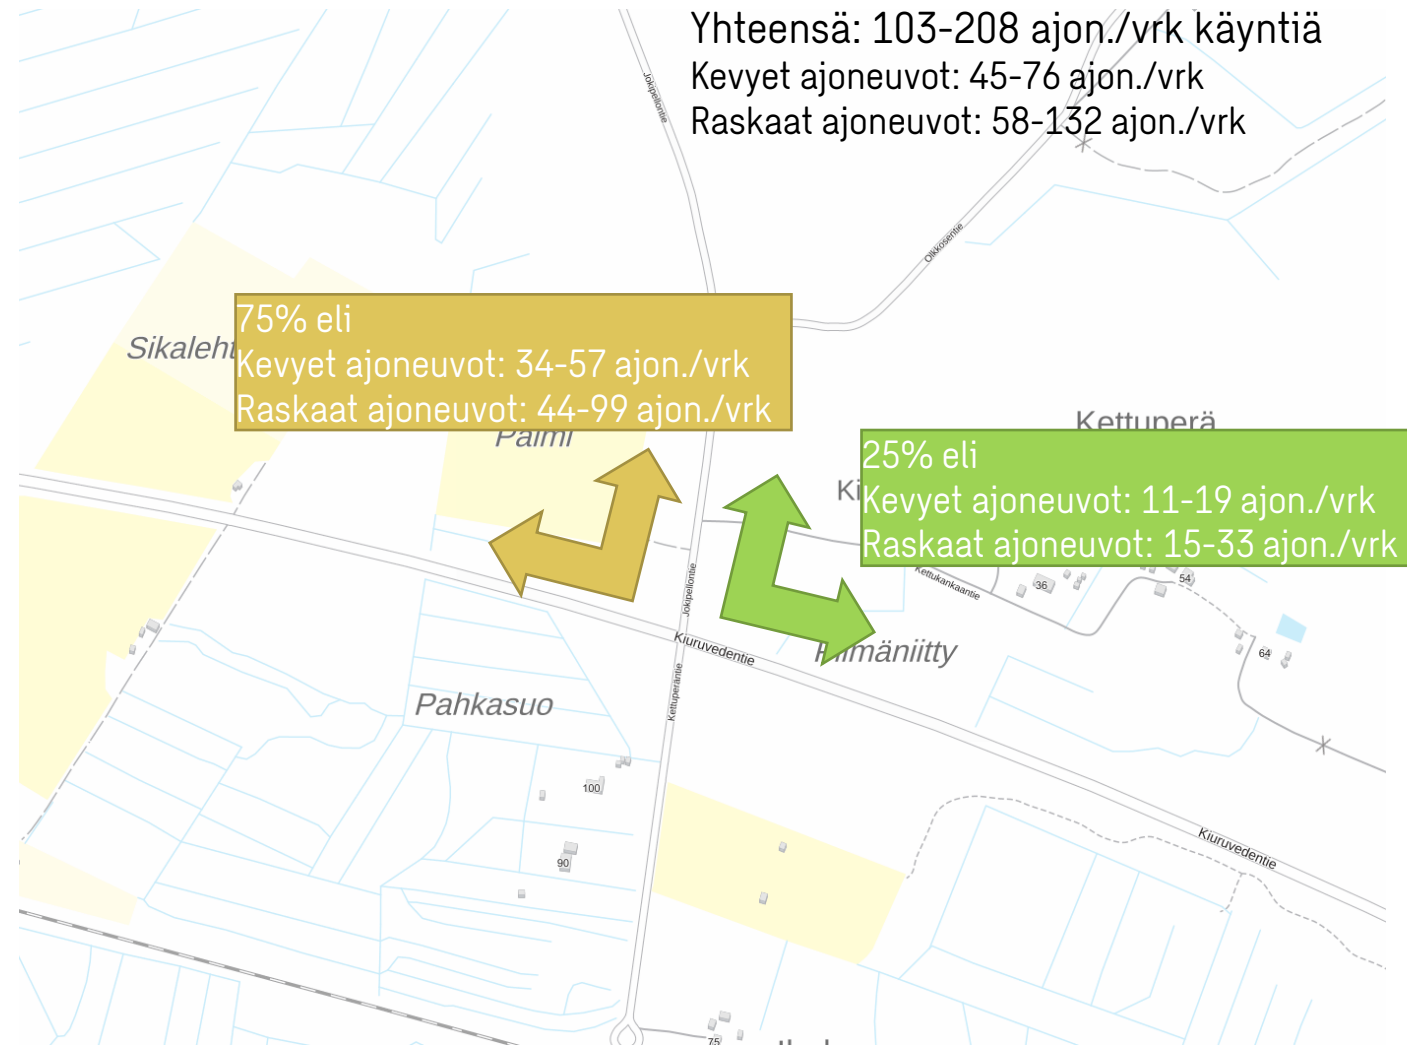 Yhteensä: 103-208 ajon./vrk käyntiä
Kevyet ajoneuvot: 45-76 ajon./vrk
Raskaat ajoneuvot: 58-132 ajon./vrk
Jokipellontie
Olkkosentie
75% eli
Kevyet ajoneuvot: 34-57 ajon./vrk
Raskaat ajoneuvot: 44-99 ajon./vrk
Palmi
Kettuperä
25% eli
Kevyet ajoneuvot: 11-19 ajon./vrk
Raskaat ajoneuvot: 15-33 ajon./vrk
Kettukankaantie
36
54
64
Jokipellontie
Kiuruvedentie
Kettuperäntie
Pahkasuo
100
90
Kiuruvedentie
75